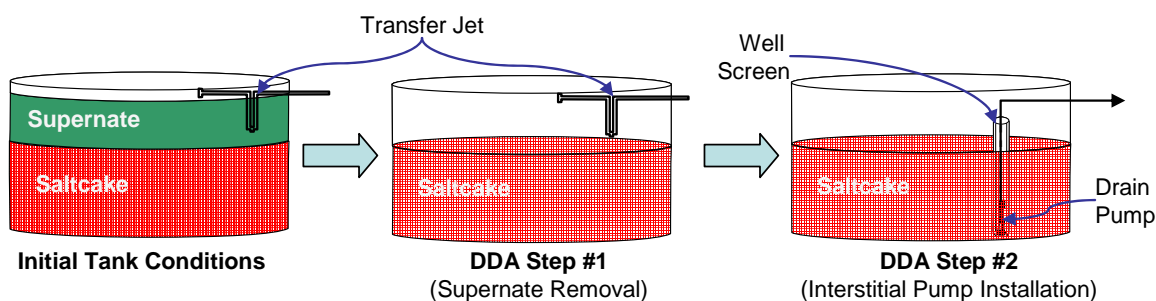 Transfer Jet
Well
Screen
Supernate
Saltcake
Saltcake
Saltcake
Drain
Pump
Initial Tank Conditions
DDA Step #1
(Supernate Removal)
DDA Step #2
(Interstitial Pump Installation)